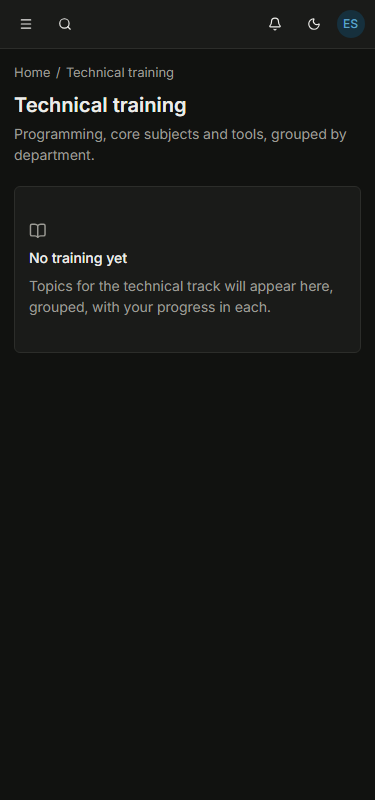 ES
Home / Technical training
Technical training
Programming, core subjects and tools, grouped by
department.
No training yet
Topics for the technical track will appear here,
grouped, with your progress in each.